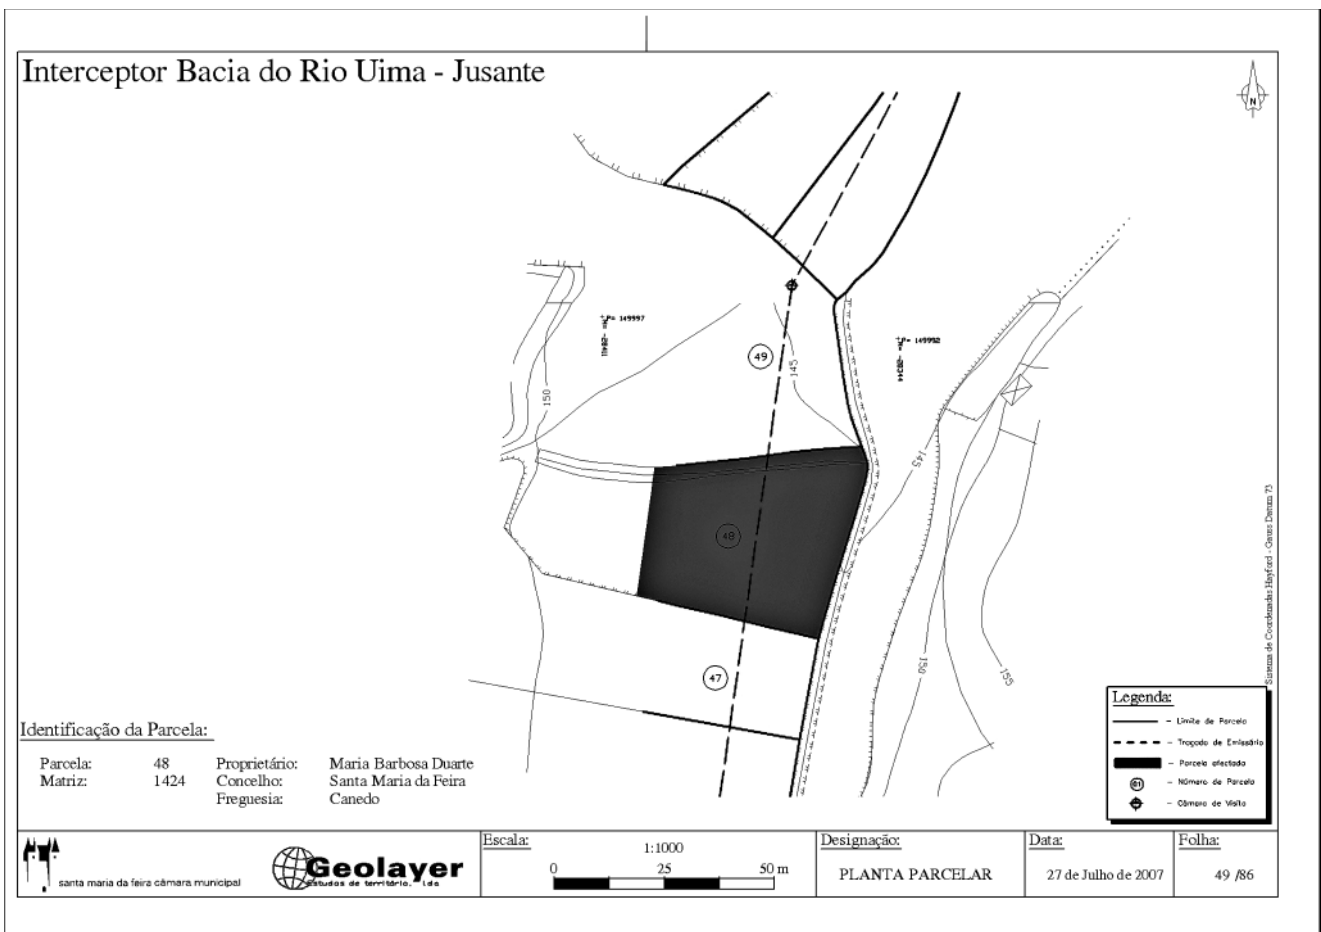 Interceptor Bacia do Rio Uima - Jusante
N
P= 149997
M= -28411
P= 149992
M= -28344
49
145
150
145
48
47
150
155
Sistema de Coordenadas Hayford - Gauss Datum 73
Identificação da Parcela:
Parcela: 48 Proprietário: Maria Barbosa Duarte
Matriz: 1424 Concelho: Santa Maria da Feira
Freguesia: Canedo
Legenda:
- Limite de Parcela
- Traçado de Emissário
- Parcela afectada
01 - Número de Parcela
- Câmara de Visita
santa maria da feira câmara municipal
Geolayer
Estudos de território, lda
Escala:
1:1000
0 25 50 m
Designação:
PLANTA PARCELAR
Data:
27 de Julho de 2007
Folha:
49 /86